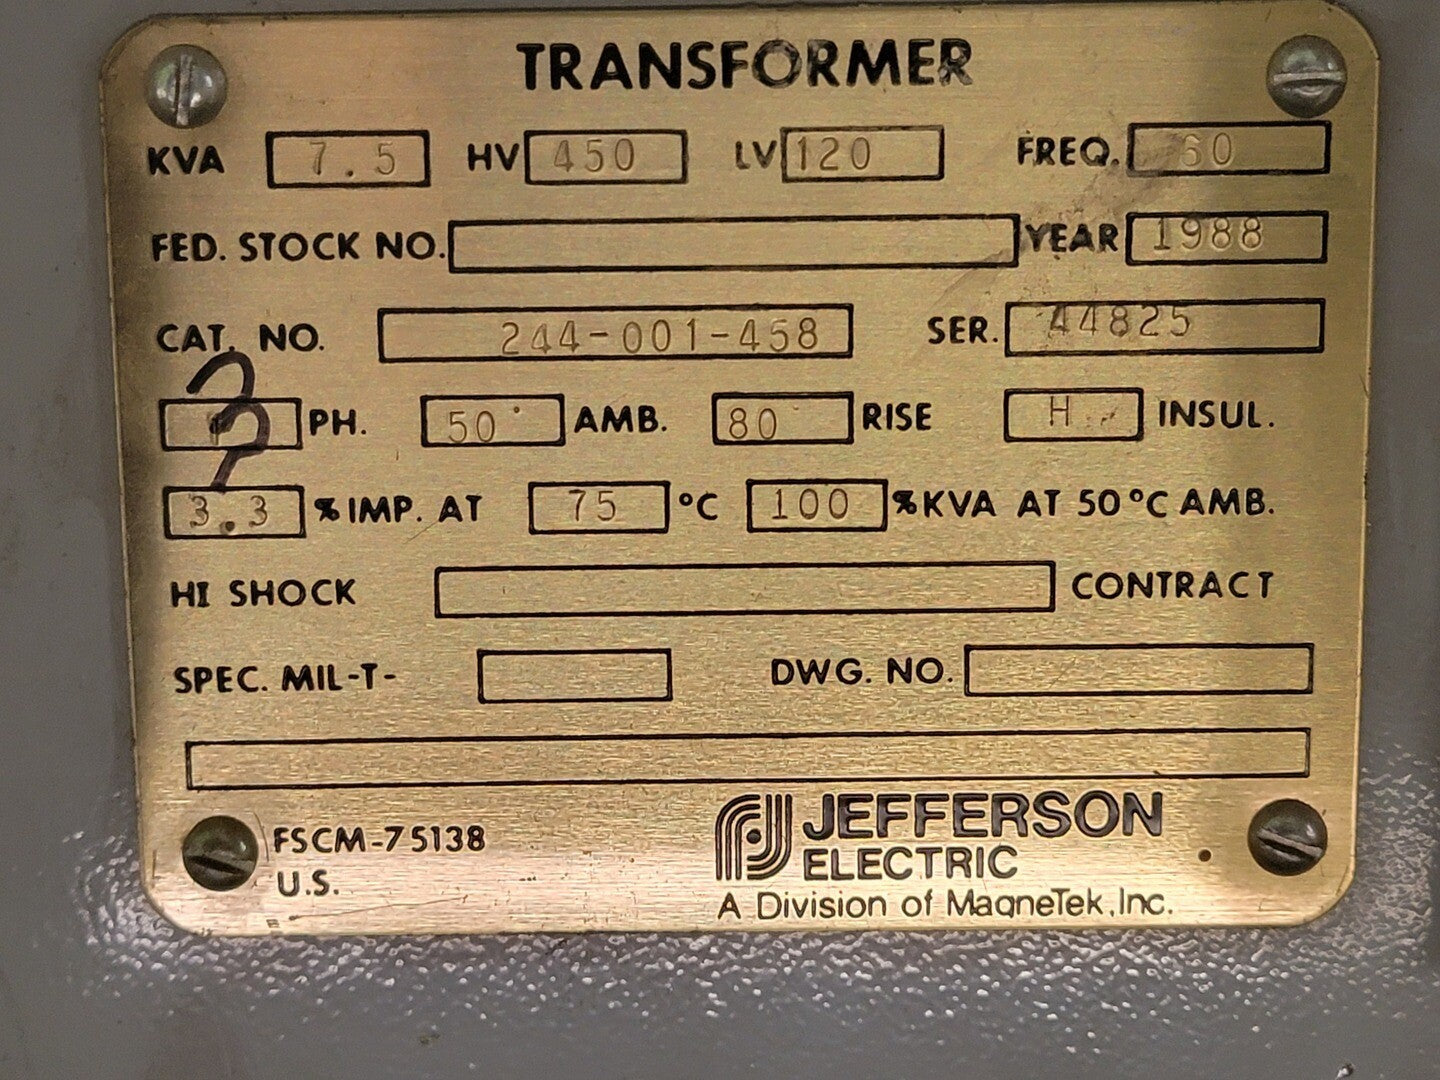 TRANSFORMER
KVA 7.5 HV 450 LV 120 FREQ. 60
FED. STOCK NO. YEAR 1988
CAT. NO. 244-001-458 SER. 44825
PH. 50° AMB. 80° RISE H INSUL.
3.3 % IMP. AT 75 °C 100 % KVA AT 50°C AMB.
HI SHOCK CONTRACT
SPEC. MIL-T- DWG. NO.
FSCM-75138
U.S.
JEFFERSON
ELECTRIC
A Division of MagneTek, Inc.